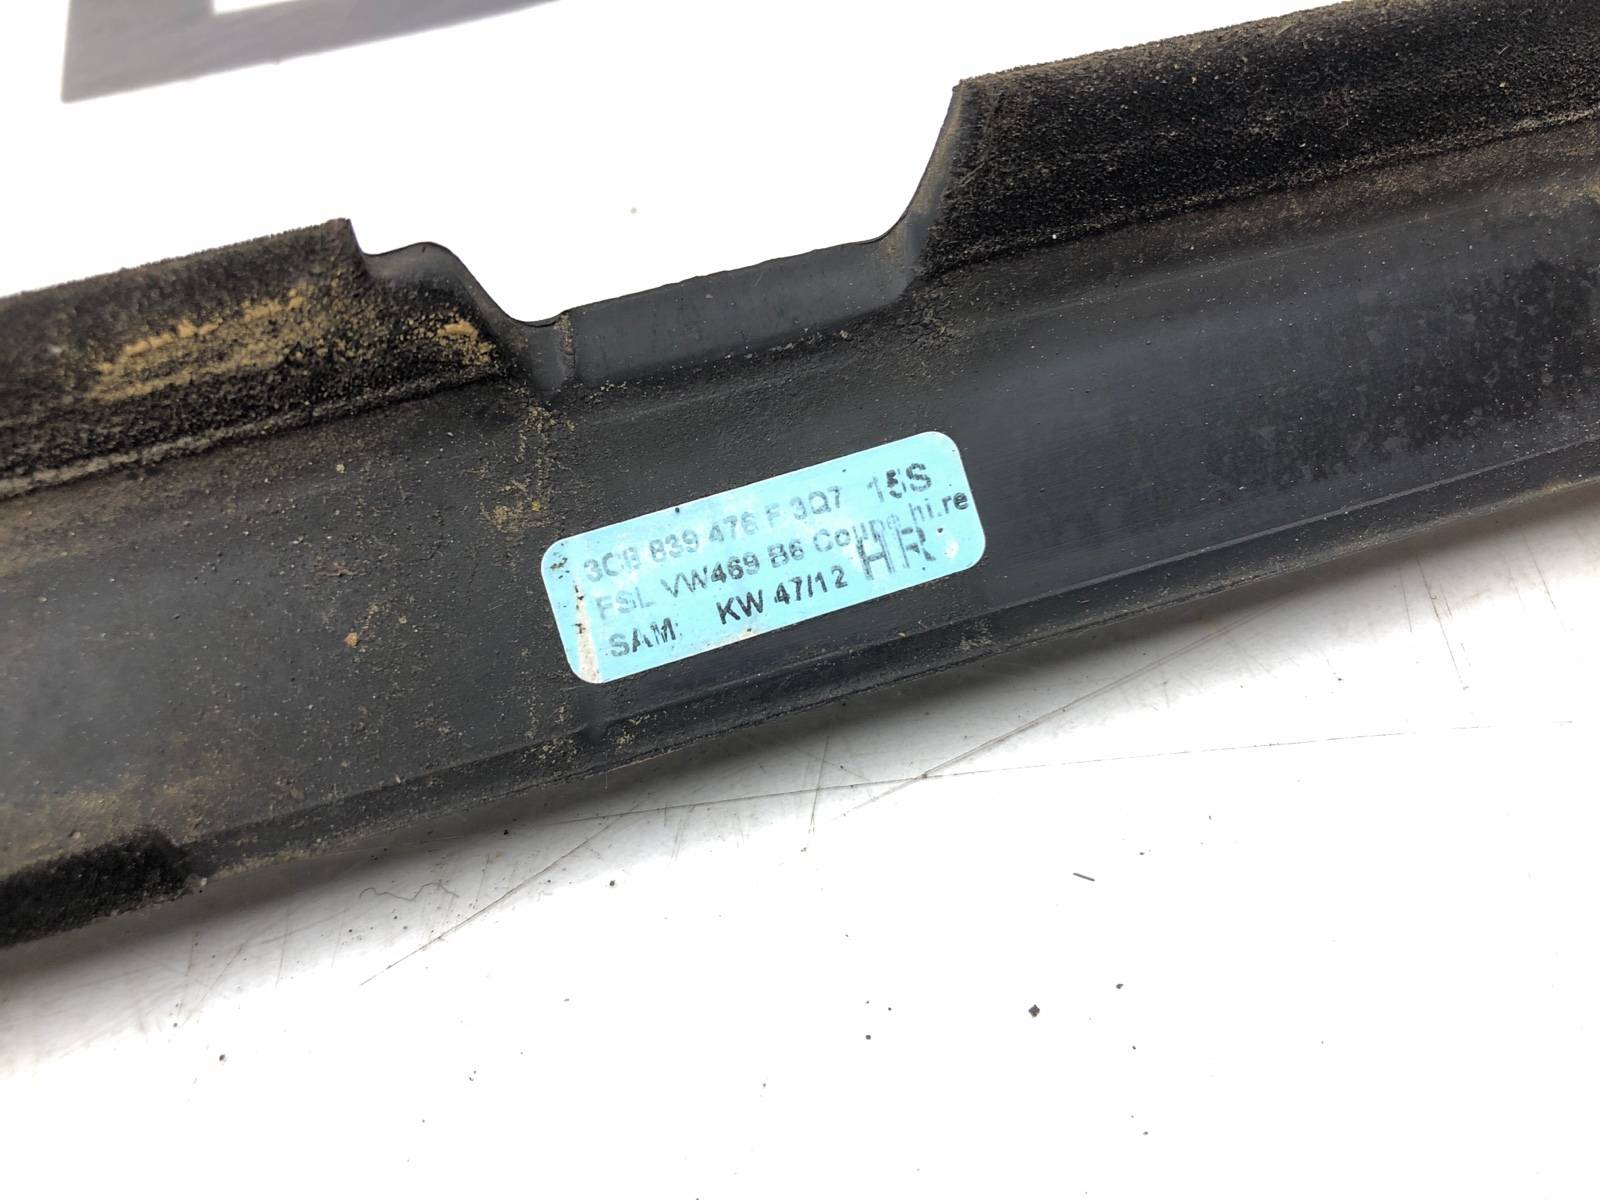 3C8 839 476 F 3Q7 15S
FSL VW469 B6 Coupe hi.re
SAM: KW 47/12 HR